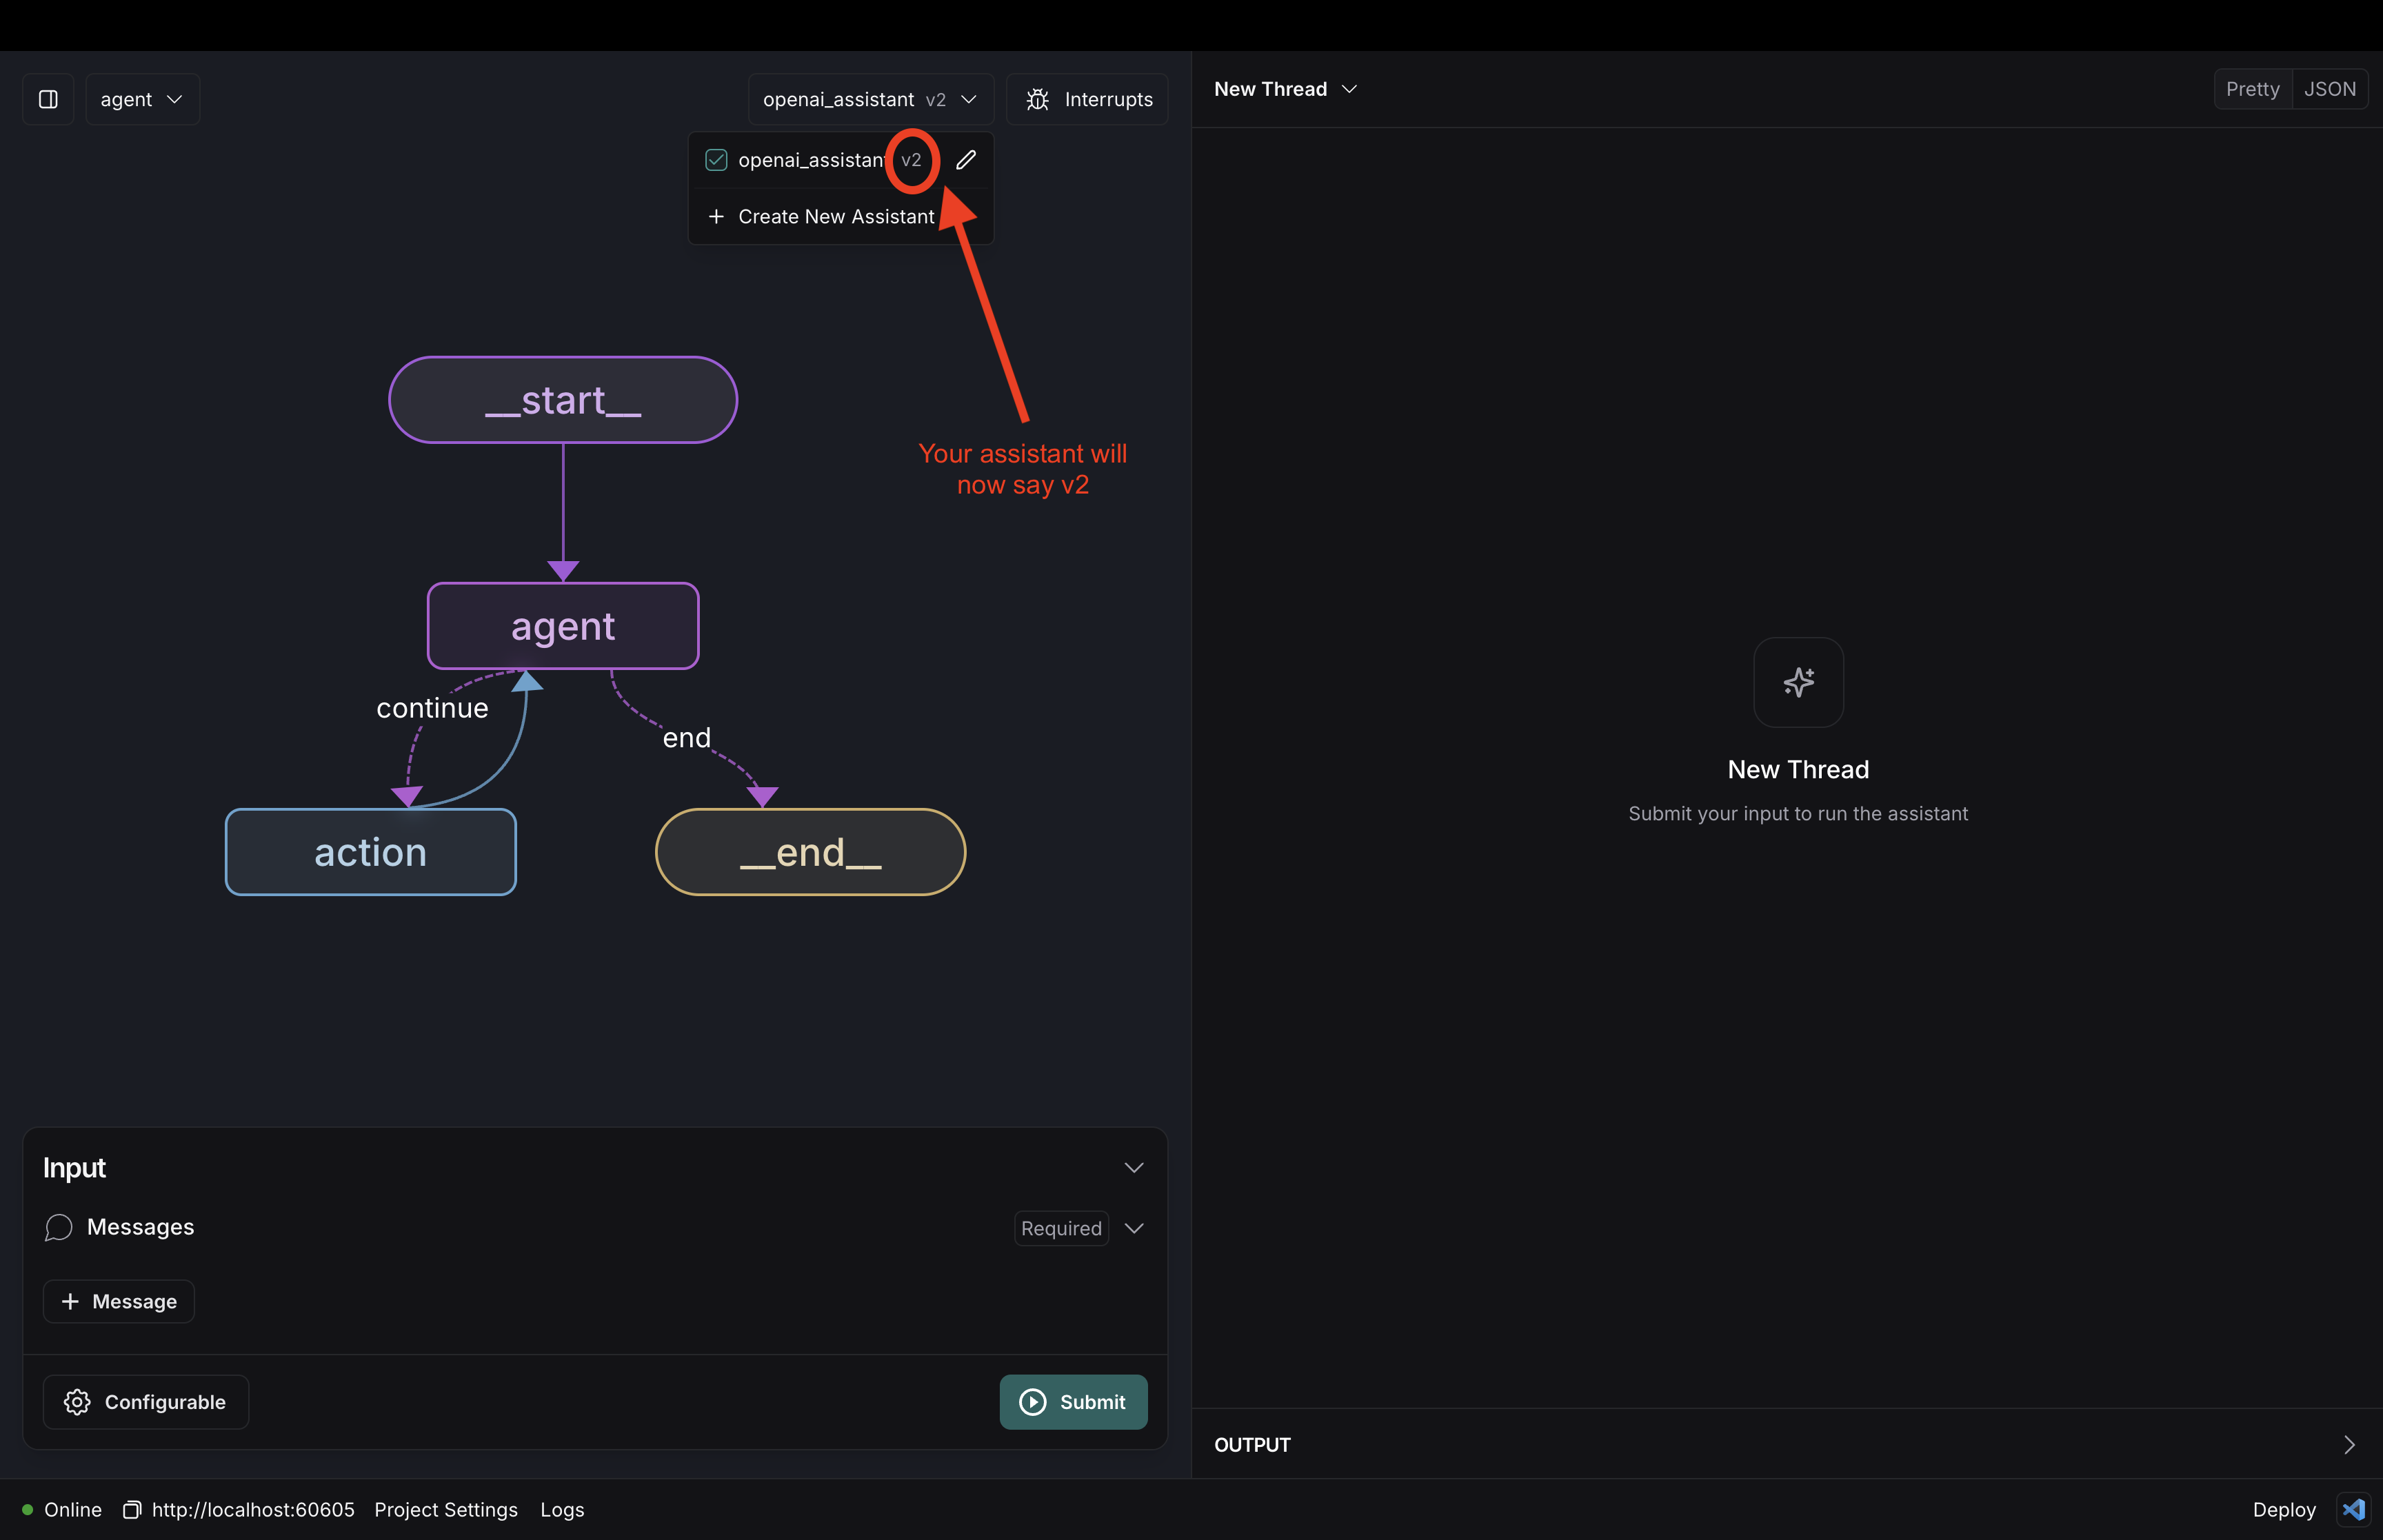 agent
openai_assistant v2
Interrupts
openai_assistant v2
Create New Assistant
Your assistant will
now say v2
__start__
agent
continue
end
action
__end__
Input
Messages
Required
Message
Configurable
Submit
New Thread
Pretty
JSON
New Thread
Submit your input to run the assistant
OUTPUT
Online
http://localhost:60605
Project Settings
Logs
Deploy